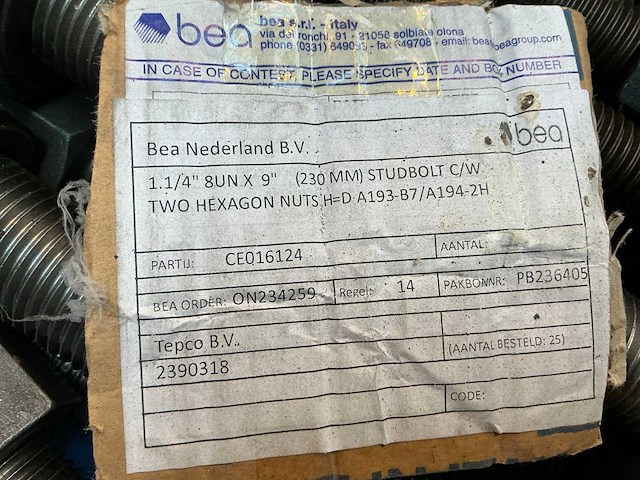 bea
bea s.r.l. - italy
via dei ronchi, 91 - 21058 solbiate olona
phone (0331) 649093 - fax 649708 - email: bea@beagroup.com
IN CASE OF CONTEST, PLEASE SPECIFY DATE AND BOX NUMBER
bea
Bea Nederland B.V.
1.1/4" 8UN X 9" (230 MM) STUDBOLT C/W
TWO HEXAGON NUTS H=D A193-B7/A194-2H
PARTIJ: CE016124 AANTAL:
BEA ORDER: ON234259 Regel: 14 PAKBONNR: PB236405
Tepco B.V..
2390318 (AANTAL BESTELD: 25)
CODE: